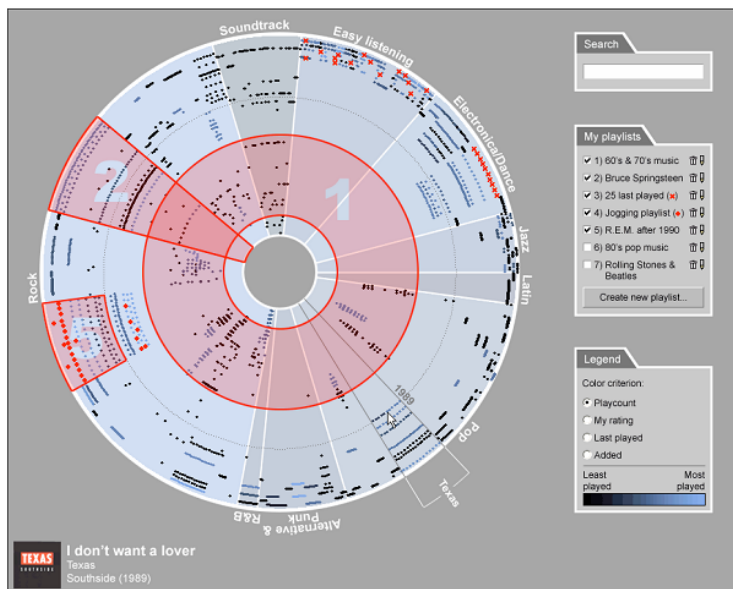 Soundtrack
Easy listening
Electronica/Dance
Jazz
Latin
Pop
Texas
1989
Alternative &
Punk
R&B
Rock
1
2
5
Search
My playlists
1) 60's & 70's music
2) Bruce Springsteen
3) 25 last played (×)
4) Jogging playlist (♦)
5) R.E.M. after 1990
6) 80's pop music
7) Rolling Stones &
Beatles
Create new playlist...
Legend
Color criterion:
Playcount
My rating
Last played
Added
Least Most
played played
TEXAS
SOUTHSIDE
I don't want a lover
Texas
Southside (1989)